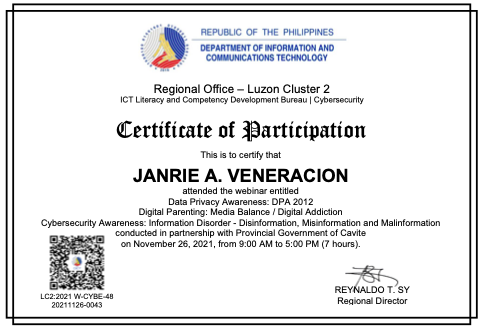 REPUBLIC OF THE PHILIPPINES
DEPARTMENT OF INFORMATION AND
COMMUNICATIONS TECHNOLOGY
Regional Office – Luzon Cluster 2
ICT Literacy and Competency Development Bureau | Cybersecurity
Certificate of Participation
This is to certify that
JANRIE A. VENERACION
attended the webinar entitled
Data Privacy Awareness: DPA 2012
Digital Parenting: Media Balance / Digital Addiction
Cybersecurity Awareness: Information Disorder - Disinformation, Misinformation and Malinformation
conducted in partnership with Provincial Government of Cavite
on November 26, 2021, from 9:00 AM to 5:00 PM (7 hours).
LC2:2021 W-CYBE-48
20211126-0043
REYNALDO T. SY
Regional Director